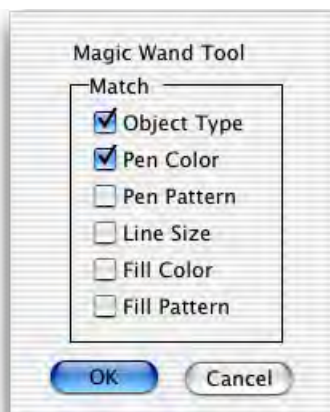 Magic Wand Tool
Match
Object Type
Pen Color
Pen Pattern
Line Size
Fill Color
Fill Pattern
OK
Cancel